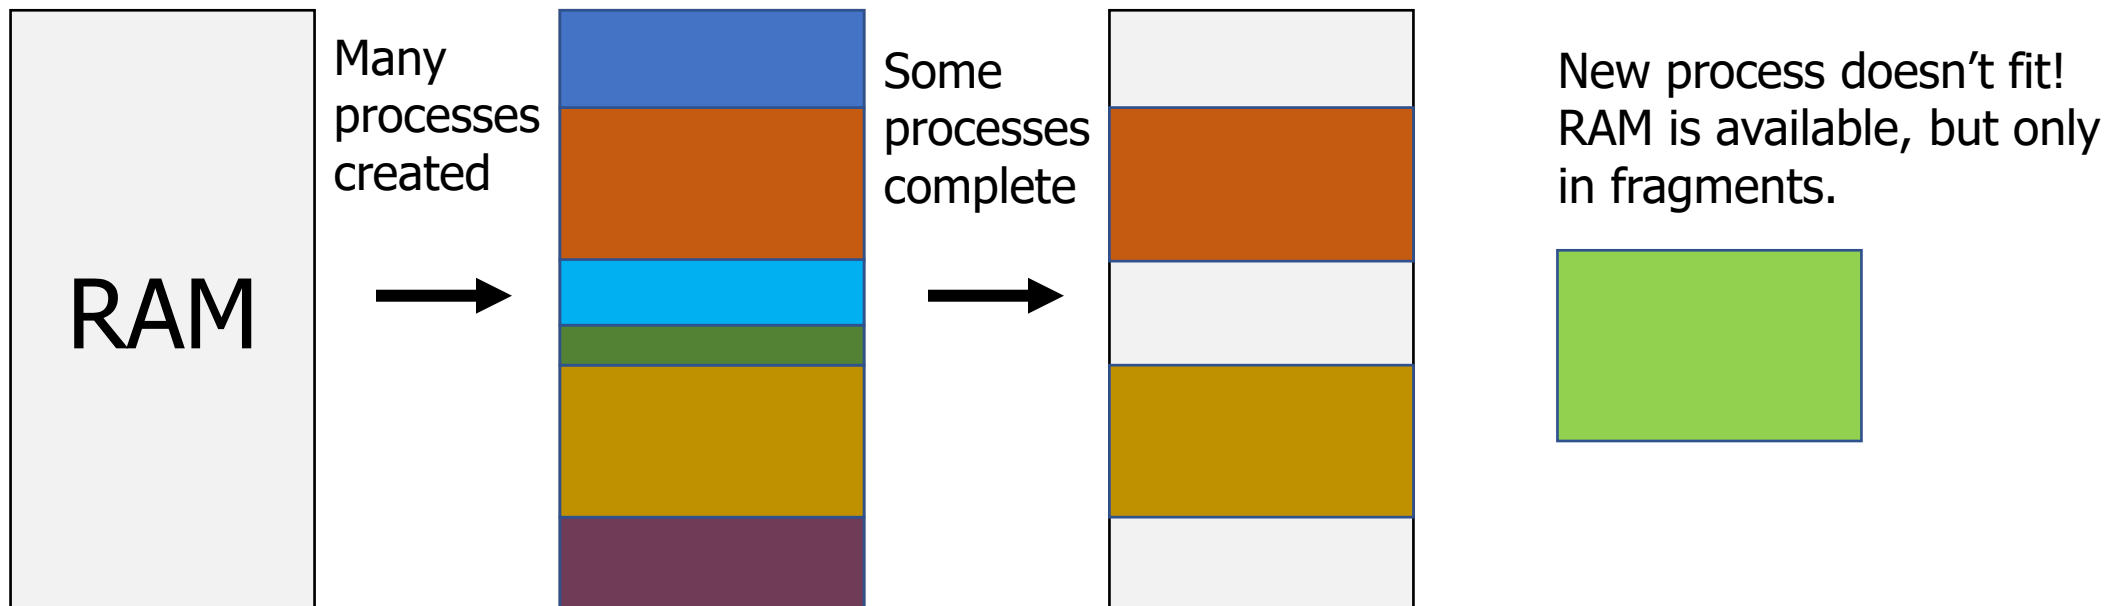 RAM
Many
processes
created
Some
processes
complete
New process doesn’t fit!
RAM is available, but only
in fragments.